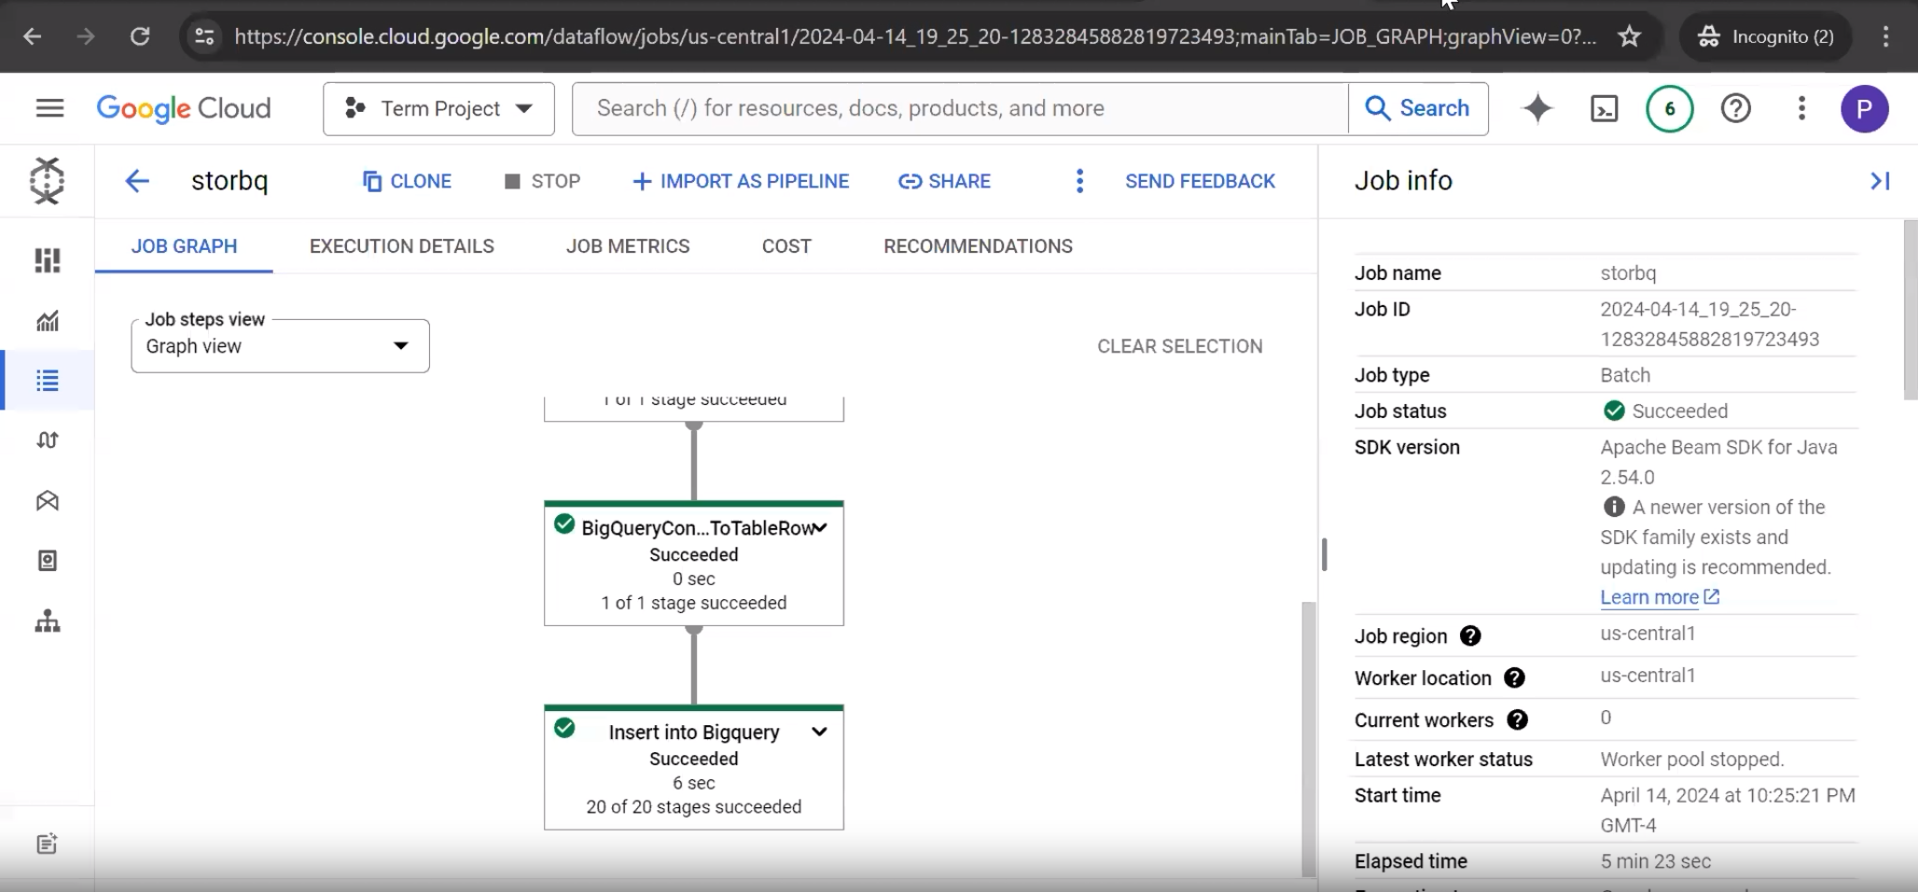 https://console.cloud.google.com/dataflow/jobs/us-central1/2024-04-14_19_25_20-12832845882819723493;mainTab=JOB_GRAPH;graphView=0?...
Incognito (2)
Google Cloud
Term Project
Search (/) for resources, docs, products, and more
Search
6
P
storbq
CLONE
STOP
IMPORT AS PIPELINE
SHARE
SEND FEEDBACK
Job info
JOB GRAPH
EXECUTION DETAILS
JOB METRICS
COST
RECOMMENDATIONS
Job steps view
Graph view
CLEAR SELECTION
1 of 1 stage succeeded
BigQueryCon...ToTableRow
Succeeded
0 sec
1 of 1 stage succeeded
Insert into Bigquery
Succeeded
6 sec
20 of 20 stages succeeded
Job name storbq
Job ID 2024-04-14_19_25_20-
12832845882819723493
Job type Batch
Job status Succeeded
SDK version Apache Beam SDK for Java
2.54.0
A newer version of the
SDK family exists and
updating is recommended.
Learn more
Job region us-central1
Worker location us-central1
Current workers 0
Latest worker status Worker pool stopped.
Start time April 14, 2024 at 10:25:21 PM
GMT-4
Elapsed time 5 min 23 sec